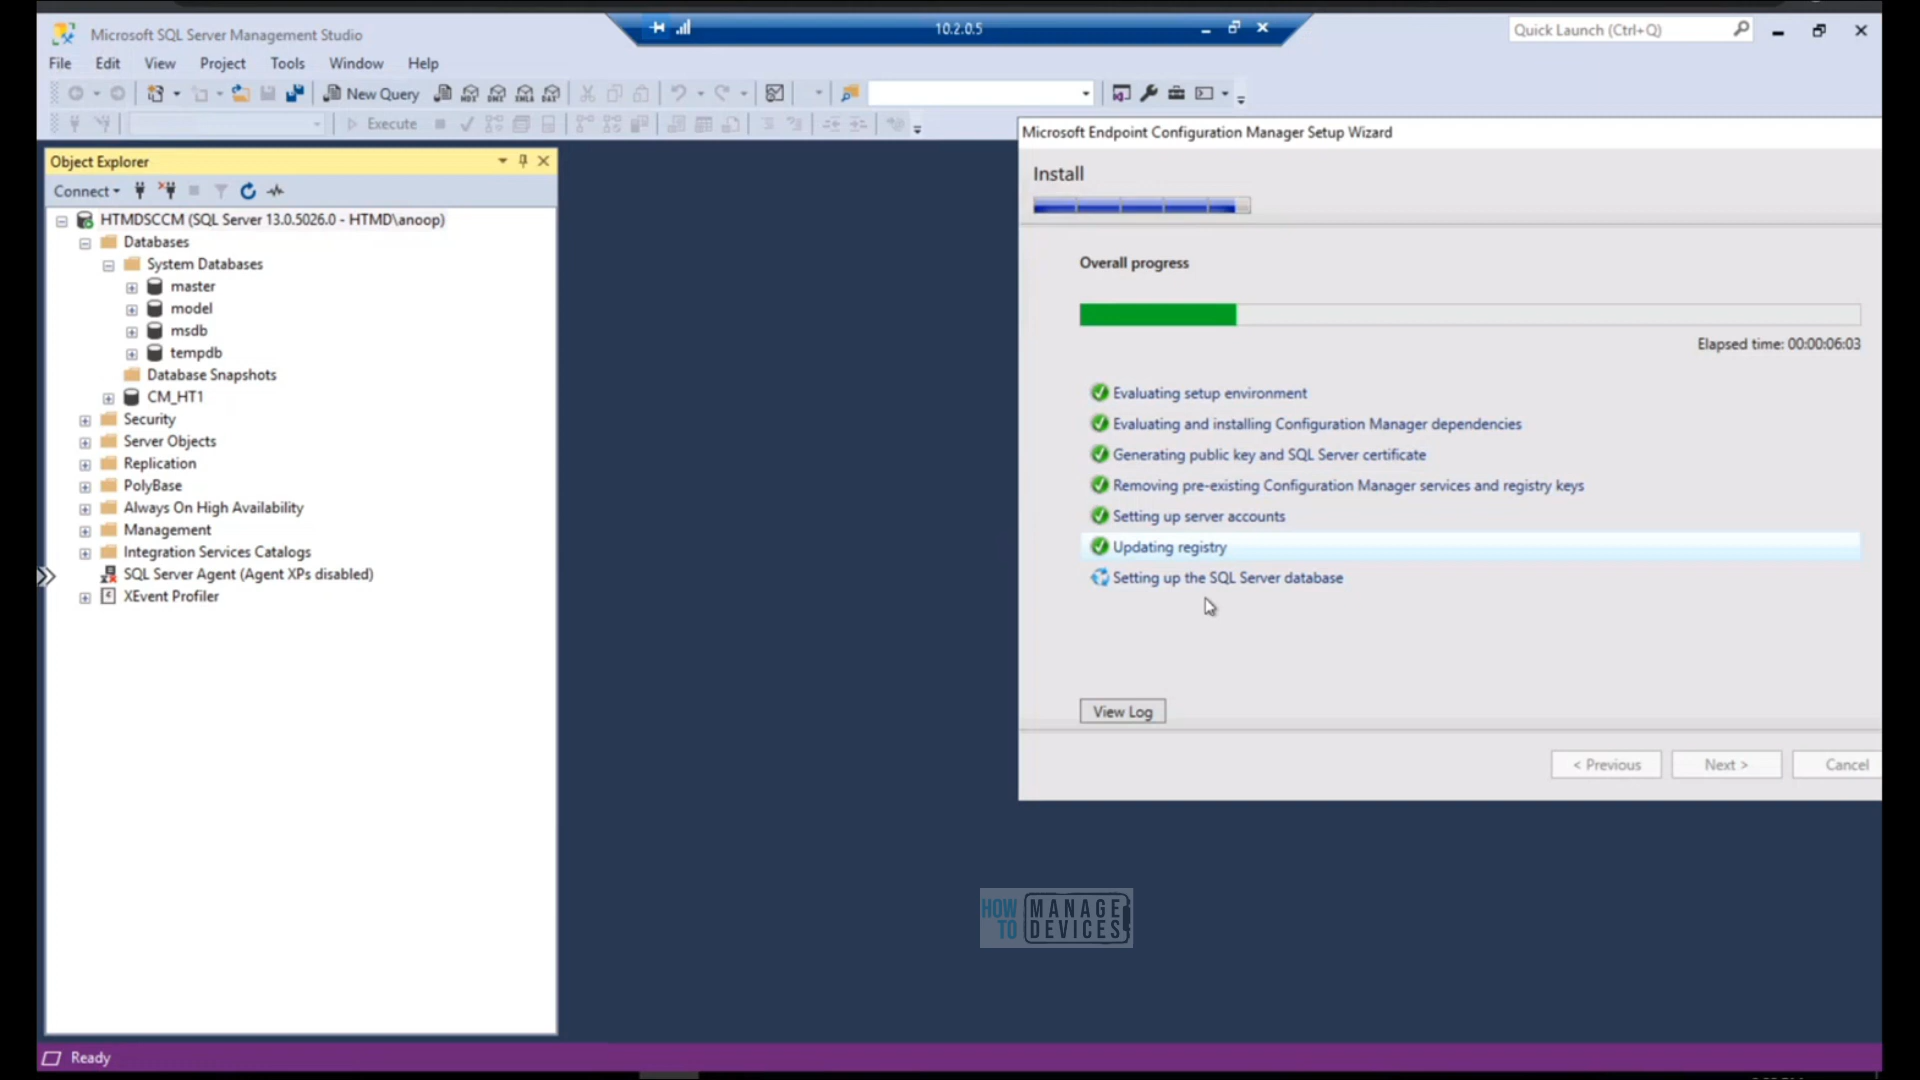 Microsoft SQL Server Management Studio
10.2.0.5
Quick Launch (Ctrl+Q)
File Edit View Project Tools Window Help
New Query
Execute
Object Explorer
Connect
HTMDSCCM (SQL Server 13.0.5026.0 - HTMD\anoop)
Databases
System Databases
master
model
msdb
tempdb
Database Snapshots
CM_HT1
Security
Server Objects
Replication
PolyBase
Always On High Availability
Management
Integration Services Catalogs
SQL Server Agent (Agent XPs disabled)
XEvent Profiler
Microsoft Endpoint Configuration Manager Setup Wizard
Install
Overall progress
Elapsed time: 00:00:06:03
Evaluating setup environment
Evaluating and installing Configuration Manager dependencies
Generating public key and SQL Server certificate
Removing pre-existing Configuration Manager services and registry keys
Setting up server accounts
Updating registry
Setting up the SQL Server database
View Log
< Previous Next > Cancel
HOW TO MANAGE DEVICES
Ready